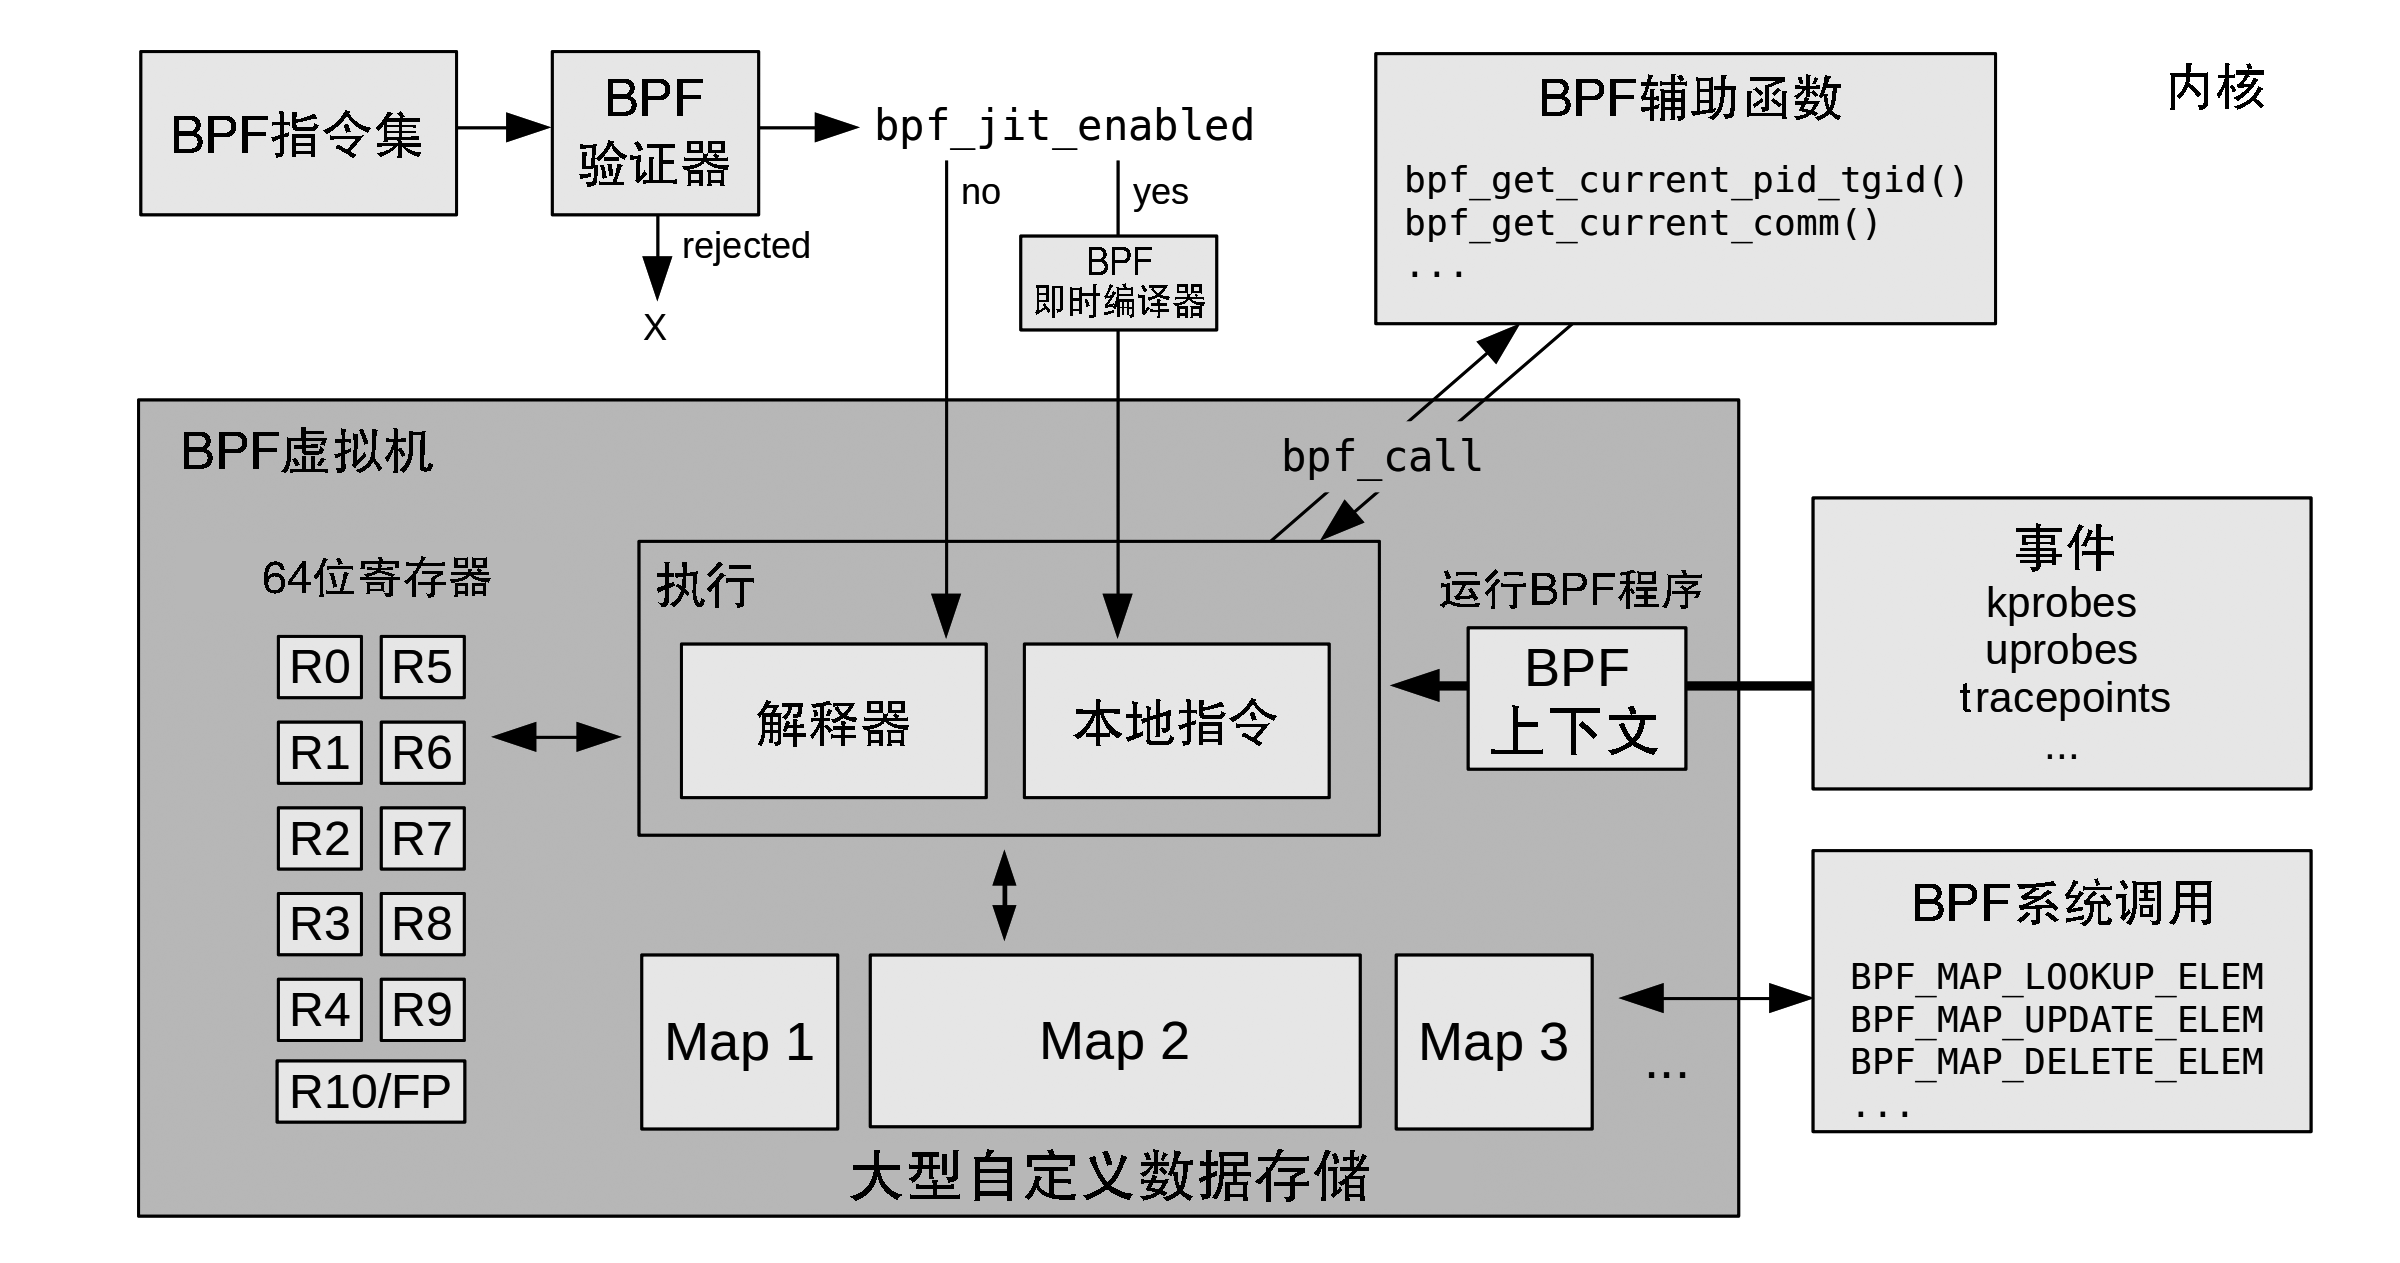 BPF指令集
BPF
验证器
rejected
X
bpf_jit_enabled
no
yes
BPF
即时编译器
BPF辅助函数
bpf_get_current_pid_tgid()
bpf_get_current_comm()
...
内核
BPF虚拟机
bpf_call
64位寄存器
R0 R5
R1 R6
R2 R7
R3 R8
R4 R9
R10/FP
执行
解释器
本地指令
运行BPF程序
BPF
上下文
事件
kprobes
uprobes
tracepoints
...
Map 1
Map 2
Map 3
...
大型自定义数据存储
BPF系统调用
BPF_MAP_LOOKUP_ELEM
BPF_MAP_UPDATE_ELEM
BPF_MAP_DELETE_ELEM
...